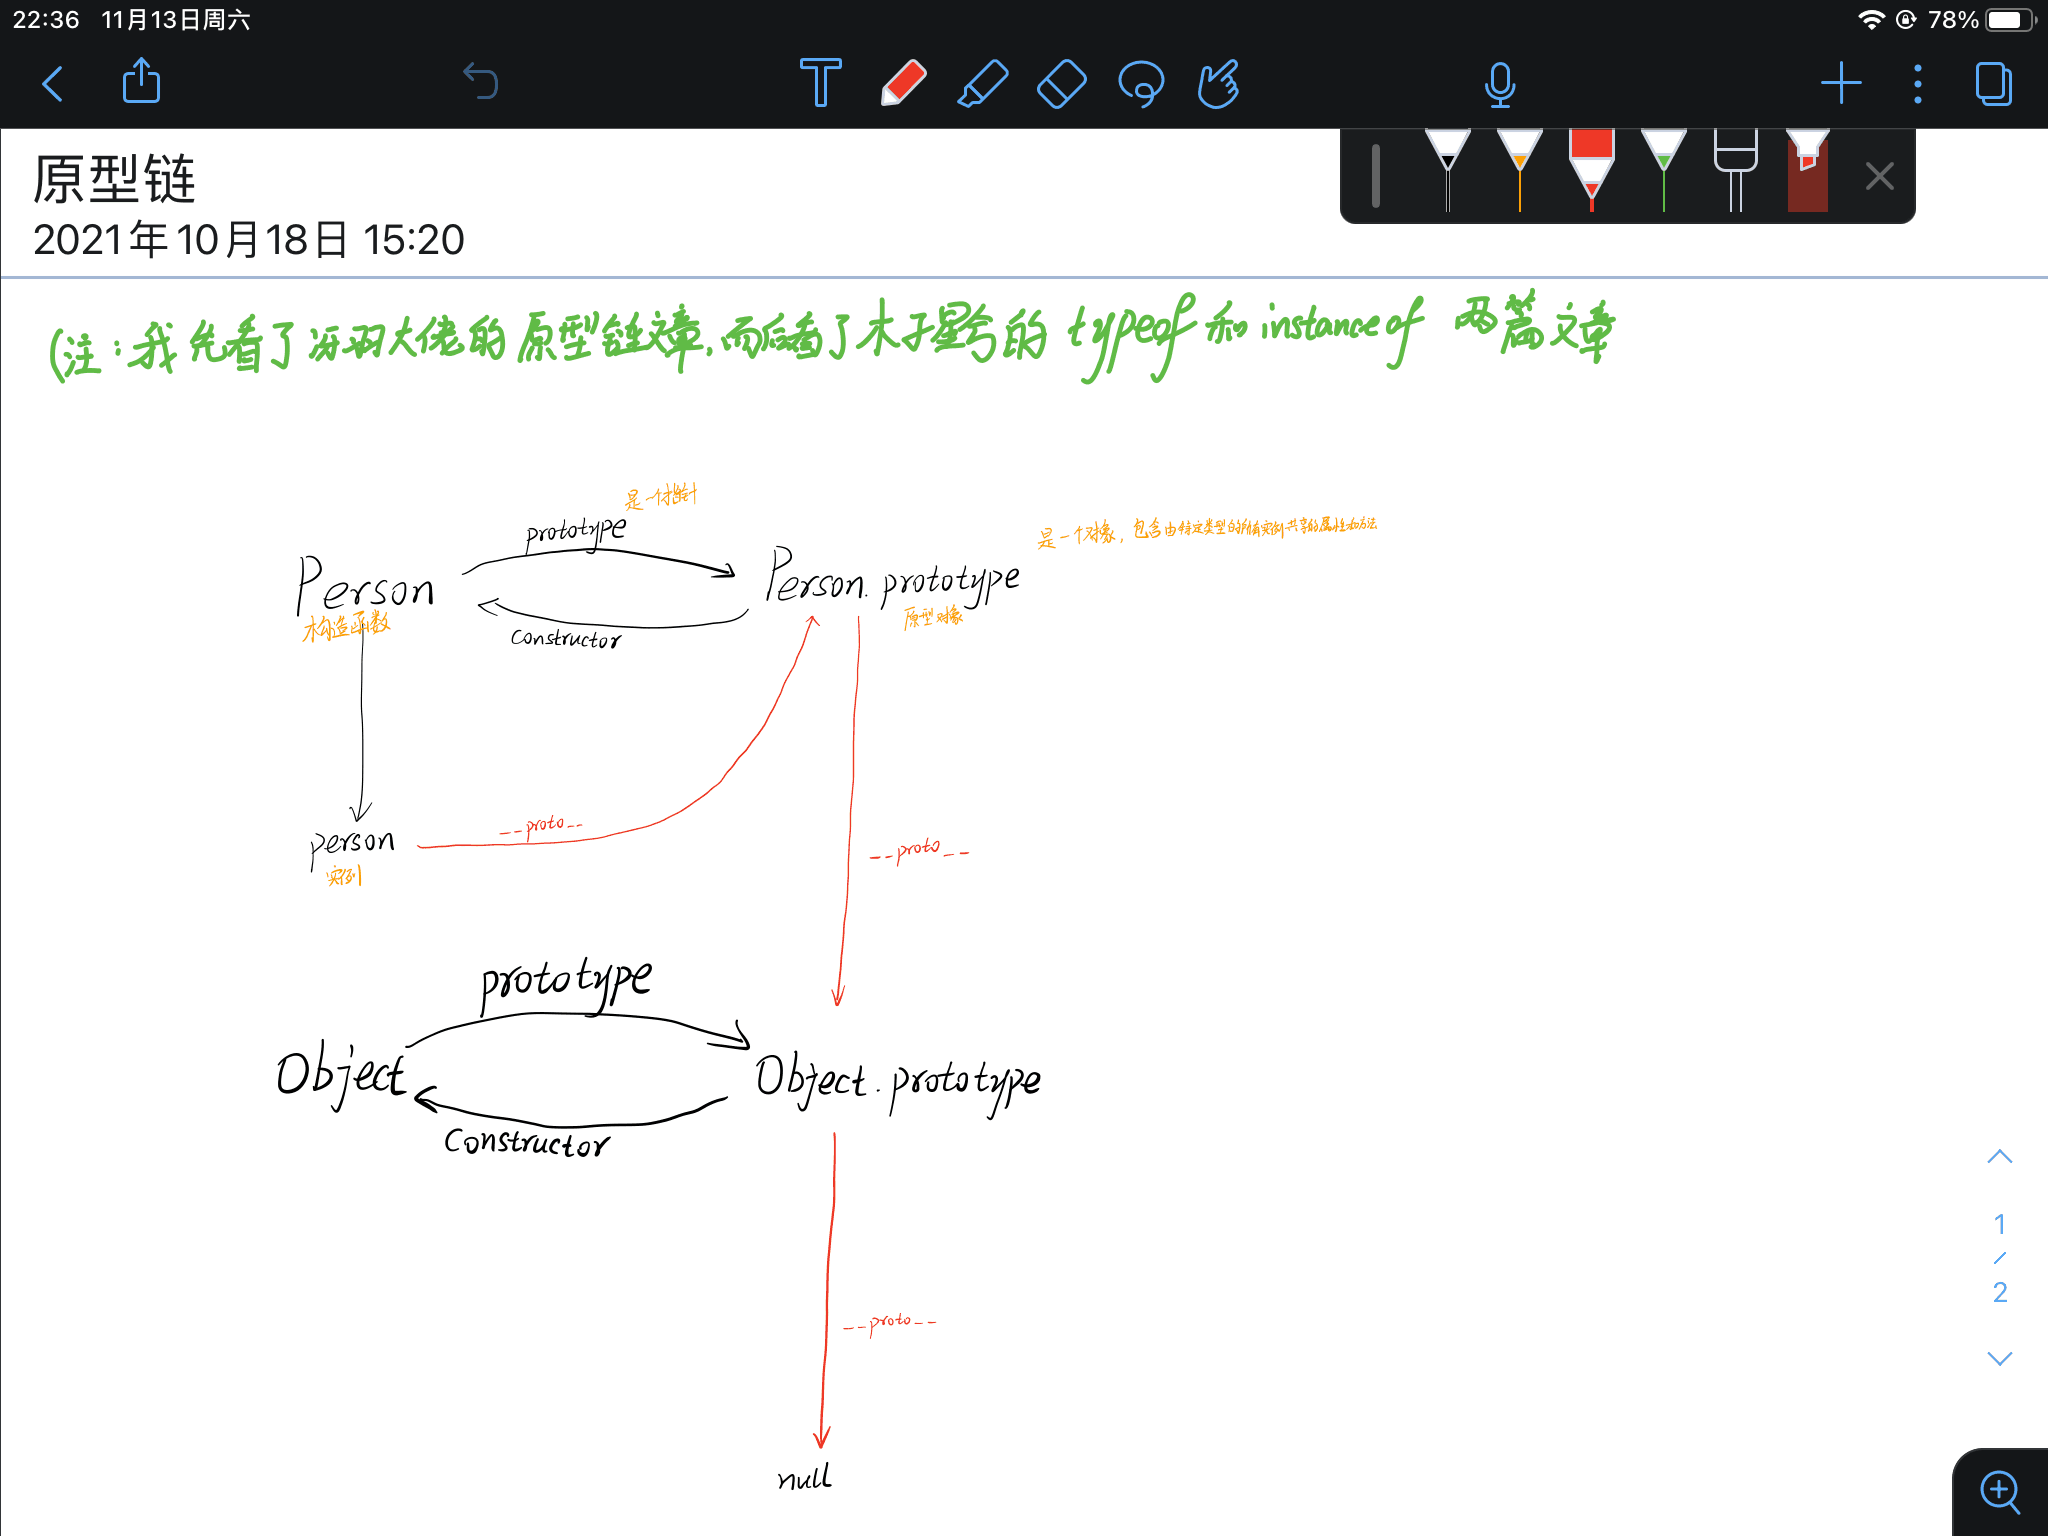 22:36 11月13日周六
78%
原型链
2021年10月18日 15:20
(注:我先看了冴羽大佬的原型链文章,而后看了木子星兮的 typeof 和 instanceof 两篇文章
是一个指针
prototype
是一个对象,包含由特定类型的所有实例共享的属性和方法
Person
Person.prototype
构造函数
原型对象
Constructor
person
__proto__
__proto__
实例
prototype
Object
Object.prototype
Constructor
1
/
2
__proto__
null